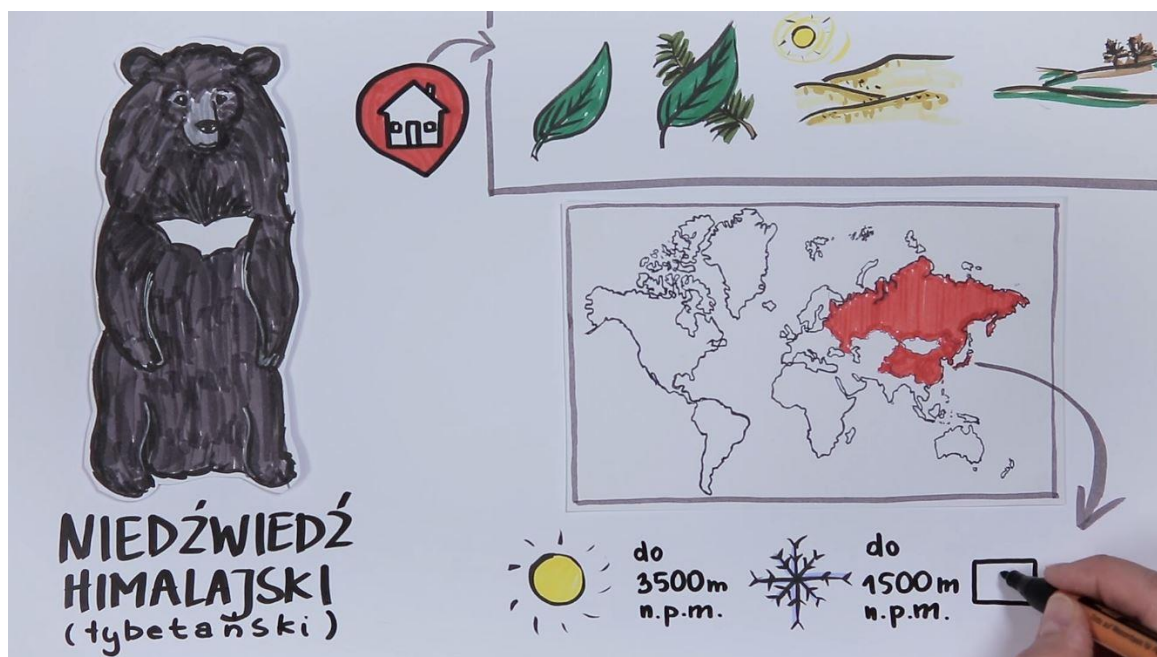 NIEDŹWIEDŹ
HIMALAJSKI
(tybetański)
do
3500m
n.p.m.
do
1500m
n.p.m.